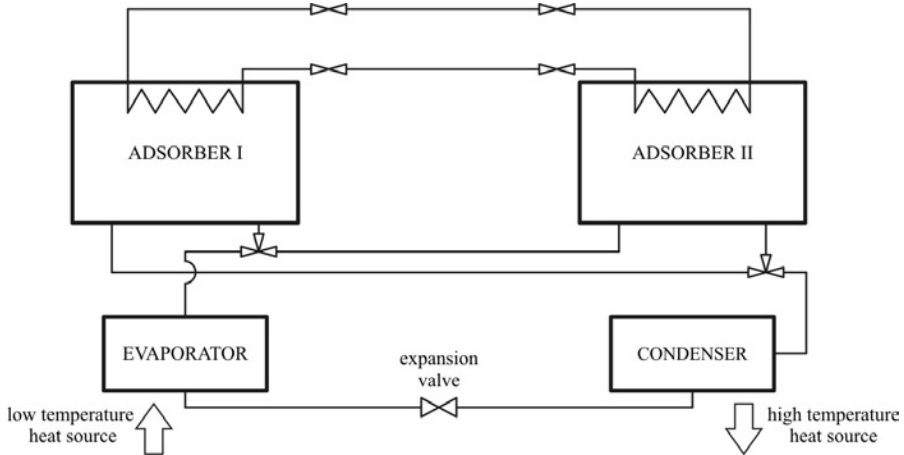 ADSORBER I
ADSORBER II
EVAPORATOR
expansion
valve
CONDENSER
low temperature
heat source
high temperature
heat source